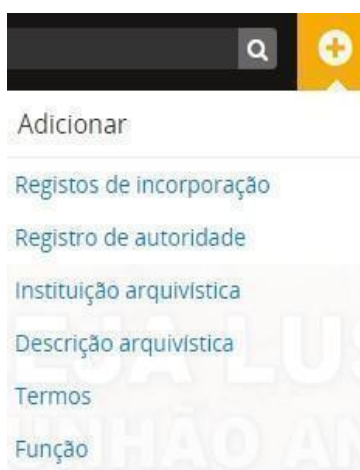 Adicionar
Registos de incorporação
Registro de autoridade
Instituição arquivística
Descrição arquivística
Termos
Função